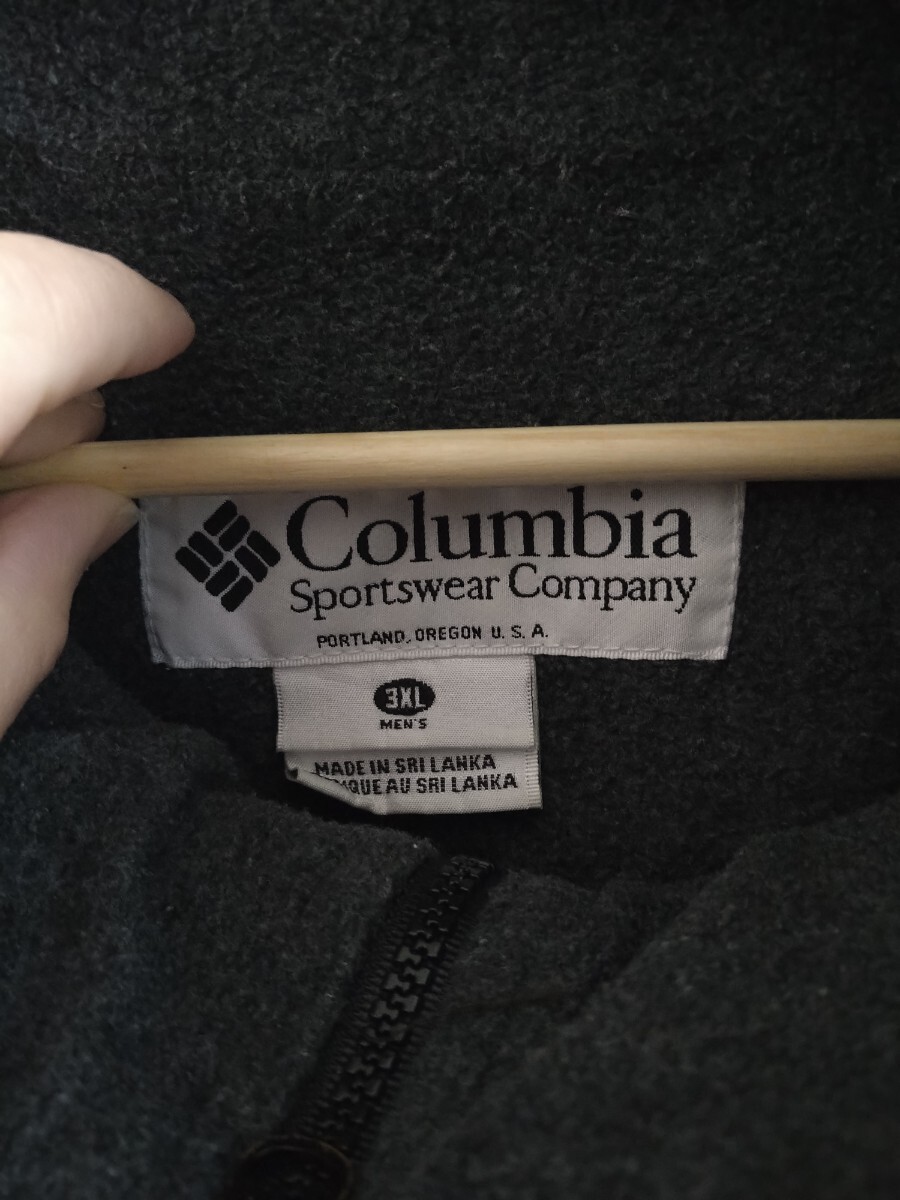 Columbia
Sportswear Company
PORTLAND, OREGON U. S. A.
3XL
MEN'S
MADE IN SRI LANKA
AU SRI LANKA